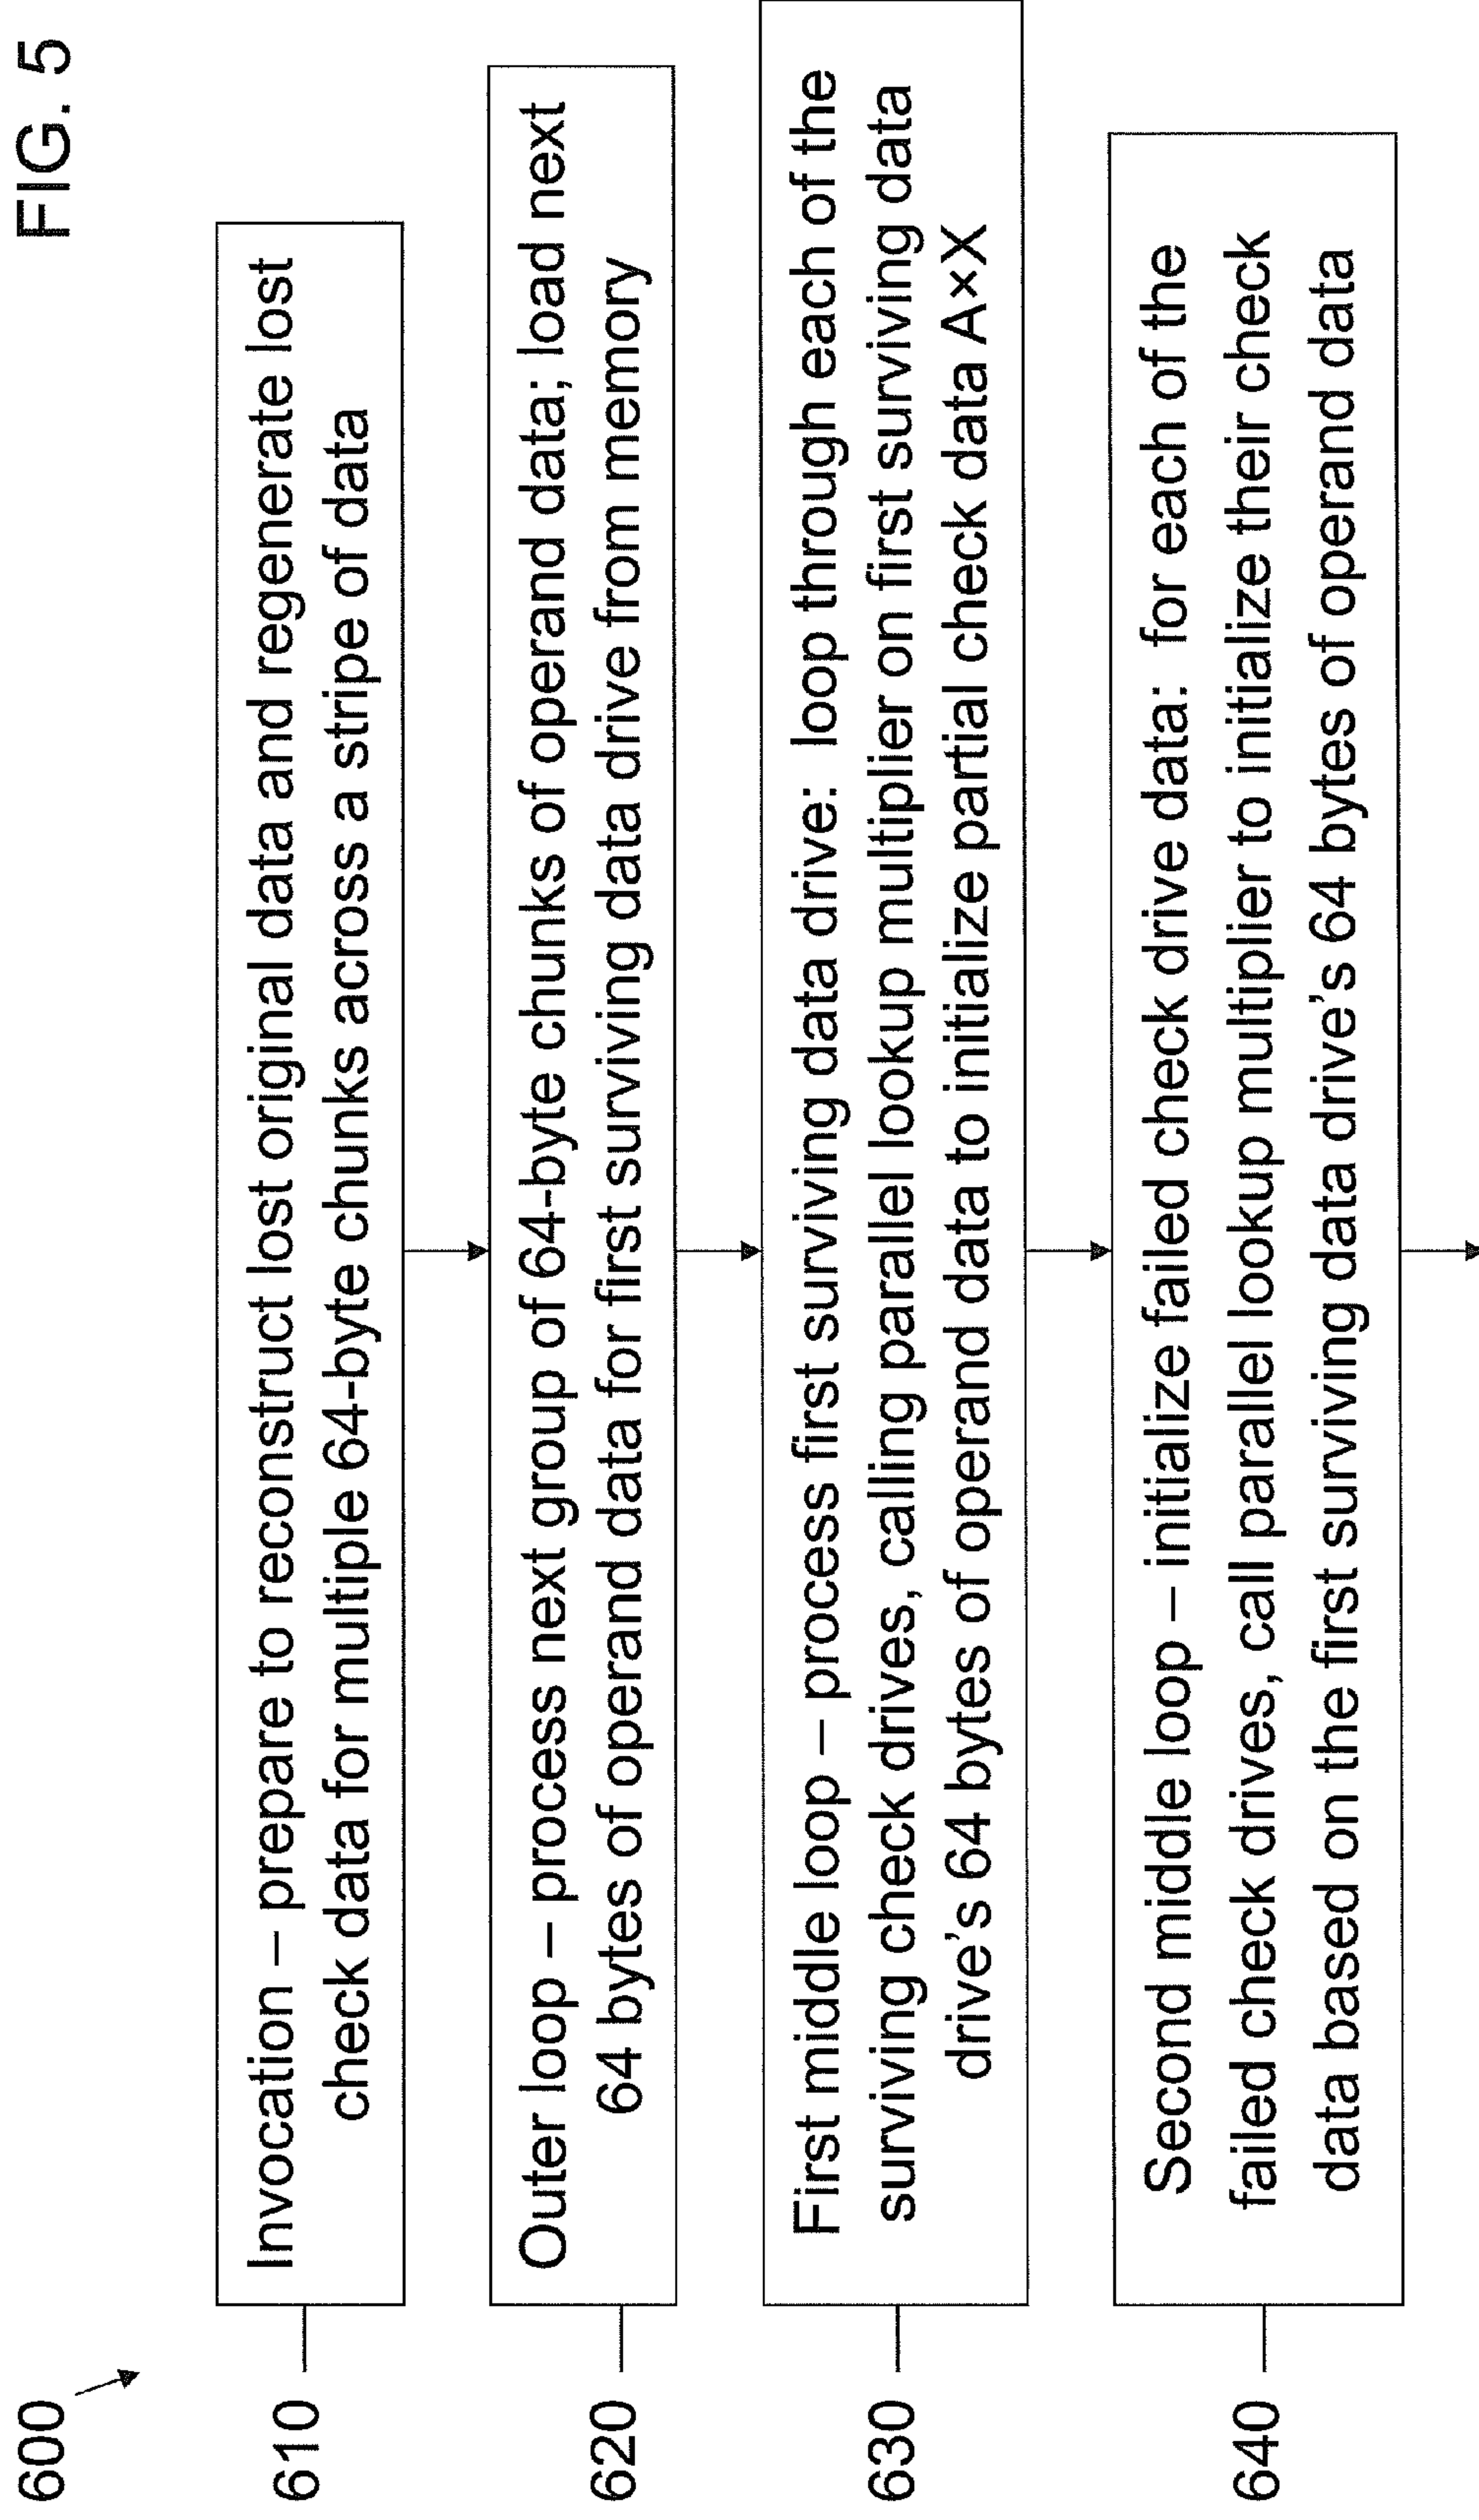 FIG. 5
600
610
Invocation – prepare to reconstruct lost original data and regenerate lost
check data for multiple 64-byte chunks across a stripe of data
620
Outer loop – process next group of 64-byte chunks of operand data; load next
64 bytes of operand data for first surviving data drive from memory
630
First middle loop – process first surviving data drive: loop through each of the
surviving check drives, calling parallel lookup multiplier on first surviving data
drive's 64 bytes of operand data to initialize partial check data A×X
640
Second middle loop – initialize failed check drive data: for each of the
failed check drives, call parallel lookup multiplier to initialize their check
data based on the first surviving data drive's 64 bytes of operand data